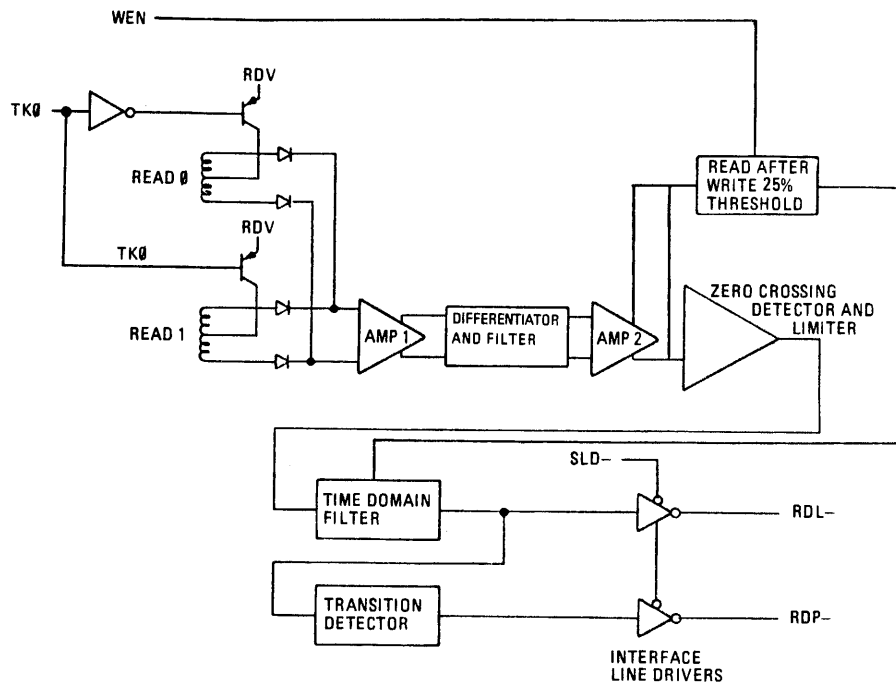 WEN
RDV
TKØ
READ Ø
RDV
TKØ
READ 1
AMP 1
DIFFERENTIATOR
AND FILTER
AMP 2
READ AFTER
WRITE 25%
THRESHOLD
ZERO CROSSING
DETECTOR AND
LIMITER
SLD–
TIME DOMAIN
FILTER
RDL–
TRANSITION
DETECTOR
RDP–
INTERFACE
LINE DRIVERS